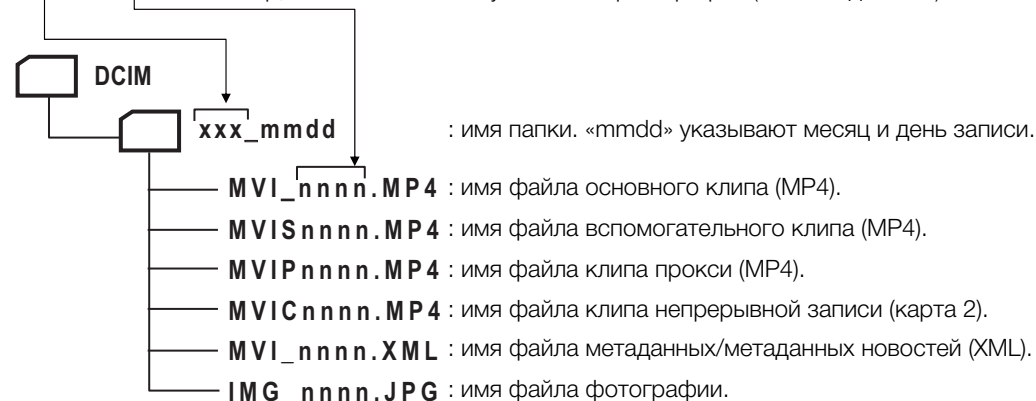 DCIM
xxx_mmdd : имя папки. «mmdd» указывают месяц и день записи.
MVI_nnnn.MP4 : имя файла основного клипа (MP4).
MVISnnnn.MP4 : имя файла вспомогательного клипа (MP4).
MVIPnnnn.MP4 : имя файла клипа прокси (MP4).
MVICnnnn.MP4 : имя файла клипа непрерывной записи (карта 2).
MVI_nnnn.XML : имя файла метаданных/метаданных новостей (XML).
IMG_nnnn.JPG : имя файла фотографии.